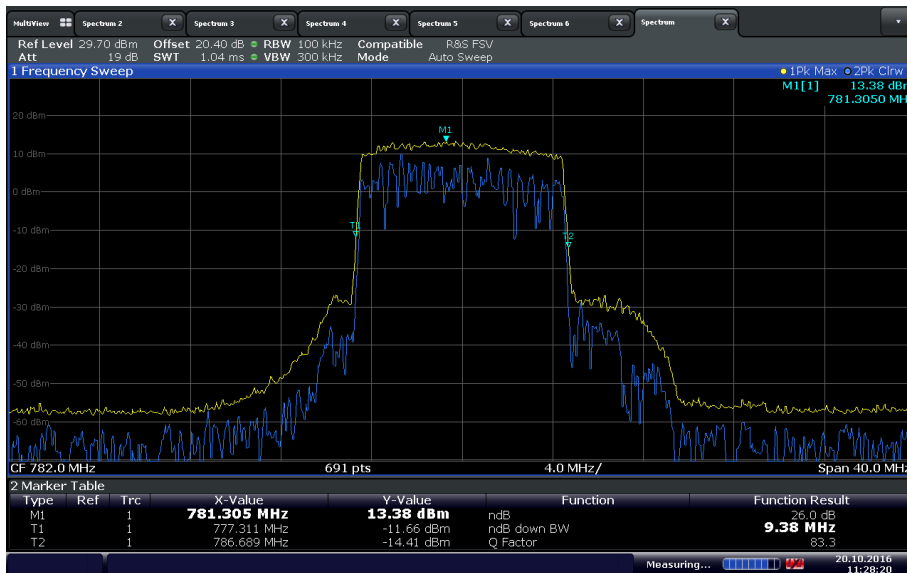 MultiView Spectrum 2 X Spectrum 3 X Spectrum 4 X Spectrum 5 X Spectrum 6 X Spectrum X
Ref Level 29.70 dBm Offset 20.40 dB RBW 100 kHz Compatible R&S FSV
Att 19 dB SWT 1.04 ms VBW 300 kHz Mode Auto Sweep
1 Frequency Sweep 1Pk Max 2Pk Clrw
M1[1] 13.38 dBm
781.3050 MH
20 dBm
M1
10 dBm
0 dBm
T1
-10 dBm
T2
-20 dBm
-30 dBm
-40 dBm
-50 dBm
-60 dBm
CF 782.0 MHz 691 pts 4.0 MHz/ Span 40.0 MHz
2 Marker Table
Type Ref Trc X-Value Y-Value Function Function Result
M1 1 781.305 MHz 13.38 dBm ndB 26.0 dB
T1 1 777.311 MHz -11.66 dBm ndB down BW 9.38 MHz
T2 1 786.689 MHz -14.41 dBm Q Factor 83.3
Measuring... 20.10.2016
11:28:20